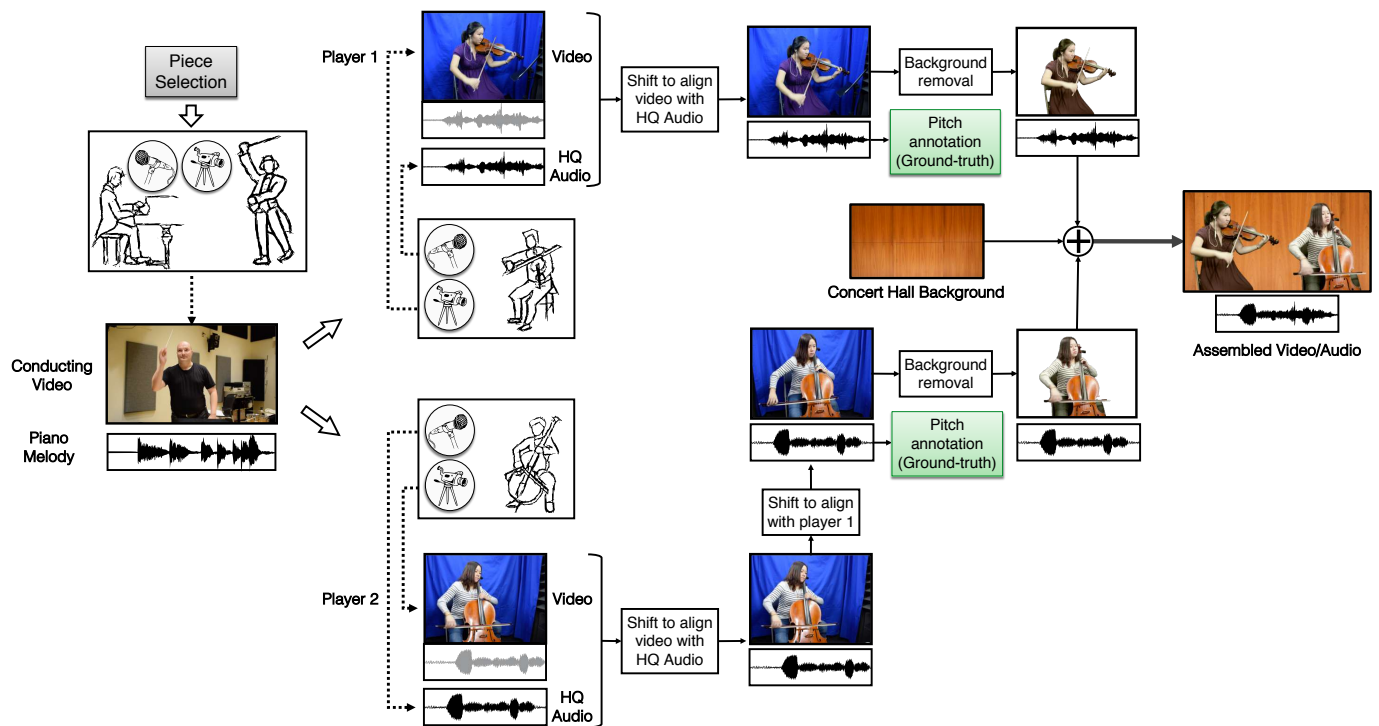 Piece
Selection
Conducting
Video
Piano
Melody
Player 1
Video
HQ
Audio
Shift to align
video with
HQ Audio
Background
removal
Pitch
annotation
(Ground-truth)
Concert Hall Background
Assembled Video/Audio
Background
removal
Pitch
annotation
(Ground-truth)
Shift to align
with player 1
Player 2
Video
HQ
Audio
Shift to align
video with
HQ Audio